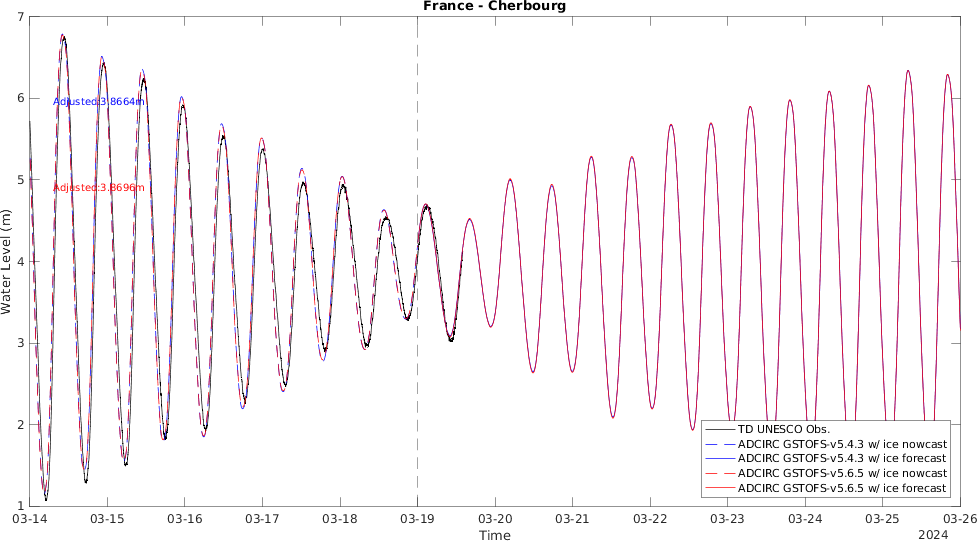 France - Cherbourg
7
6
5
4
3
2
1
Water Level (m)
Adjusted:3.8664m
Adjusted:3.8696m
TD UNESCO Obs.
ADCIRC GSTOFS-v5.4.3 w/ ice nowcast
ADCIRC GSTOFS-v5.4.3 w/ ice forecast
ADCIRC GSTOFS-v5.6.5 w/ ice nowcast
ADCIRC GSTOFS-v5.6.5 w/ ice forecast
03-14 03-15 03-16 03-17 03-18 03-19 03-20 03-21 03-22 03-23 03-24 03-25 03-26
Time
2024